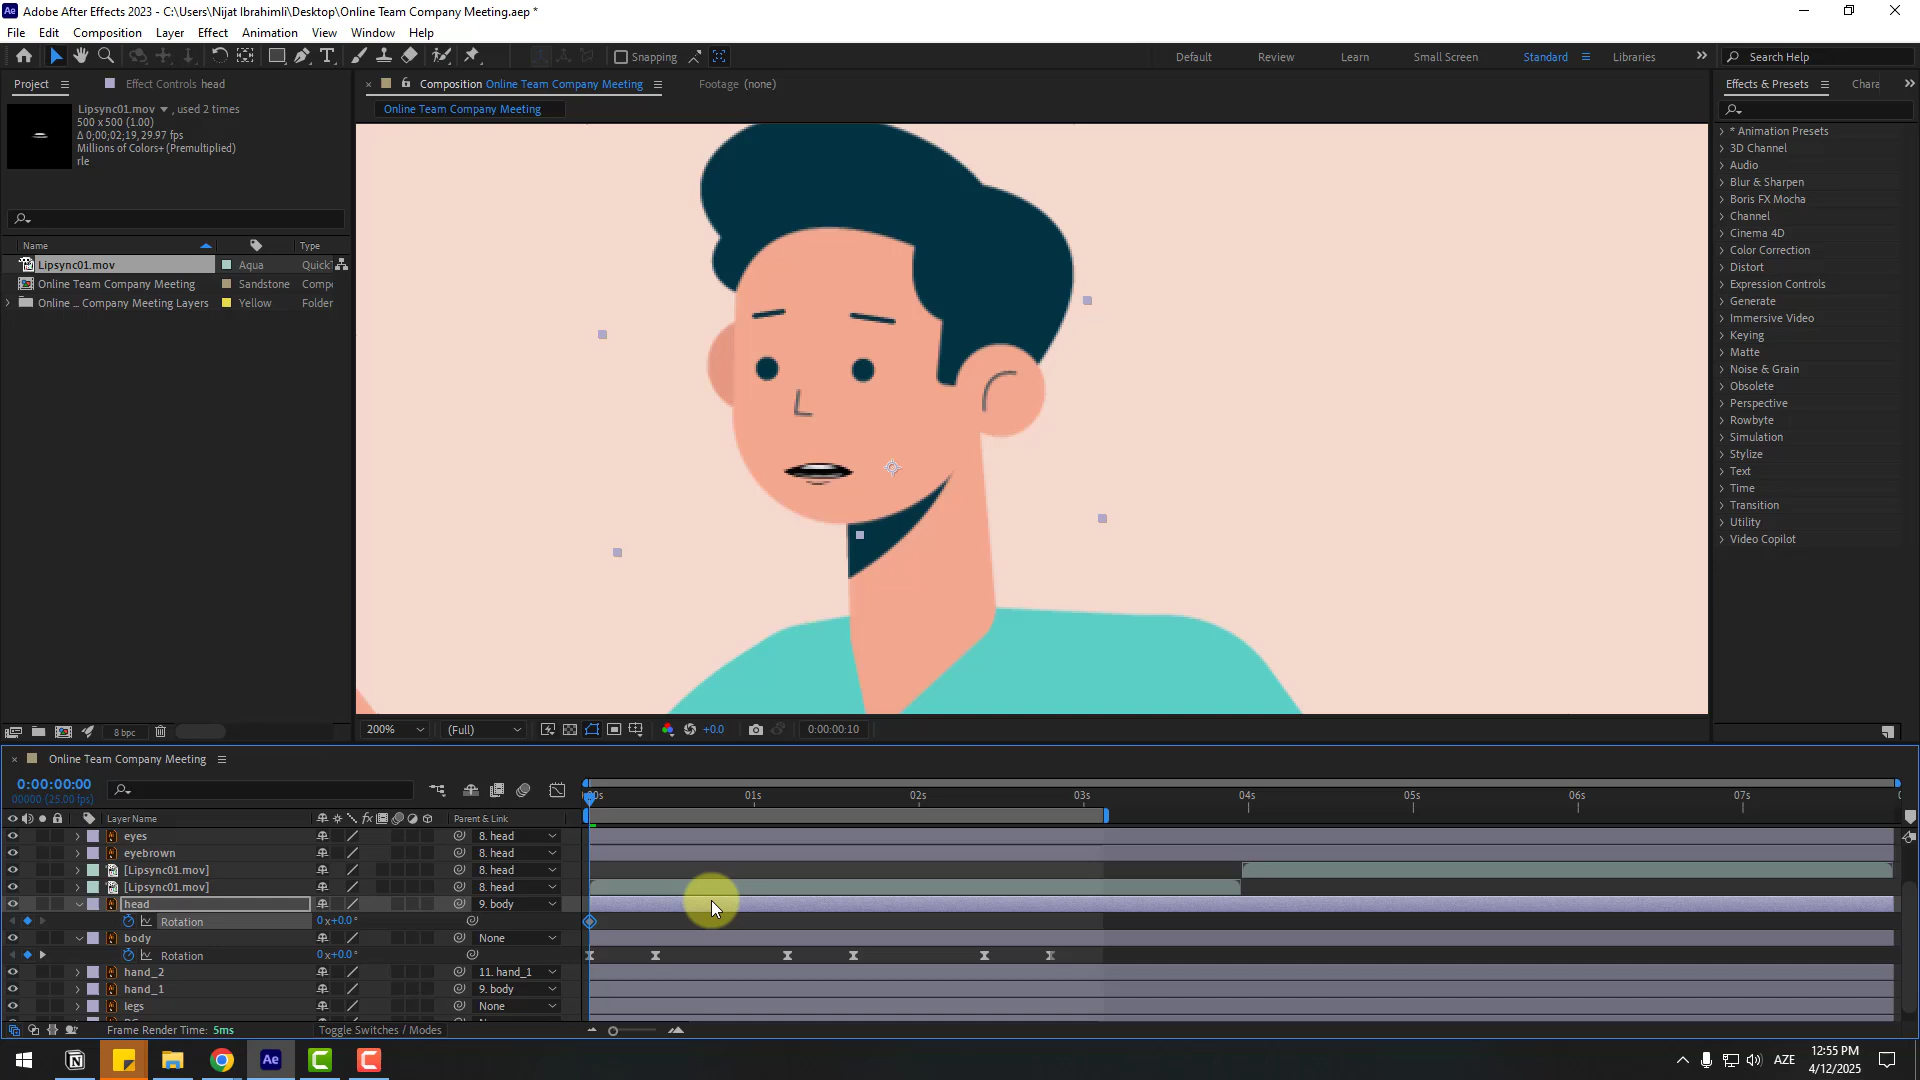 Adobe After Effects 2023 - C:\Users\Nijat Ibrahimli\Desktop\Online Team Company Meeting.aep *
File Edit Composition Layer Effect Animation View Window Help
Snapping
Default Review Learn Small Screen Standard Libraries
Search Help
Project Effect Controls head
Composition Online Team Company Meeting Footage (none)
Effects & Presets Chara
Lipsync01.mov , used 2 times
500 x 500 (1.00)
Δ 0;00;02;19, 29.97 fps
Millions of Colors+ (Premultiplied)
rle
Online Team Company Meeting
Name Type
Lipsync01.mov Aqua Quick
Online Team Company Meeting Sandstone Comp
Online ... Company Meeting Layers Yellow Folder
* Animation Presets
3D Channel
Audio
Blur & Sharpen
Boris FX Mocha
Channel
Cinema 4D
Color Correction
Distort
Expression Controls
Generate
Immersive Video
Keying
Matte
Noise & Grain
Obsolete
Perspective
Rowbyte
Simulation
Stylize
Text
Time
Transition
Utility
Video Copilot
8 bpc
200% (Full) +0.0 0:00:00:10
Online Team Company Meeting
0:00:00:00
00000 (25.00 fps)
00s 01s 02s 03s 04s 05s 06s 07s
Layer Name Parent & Link
eyes 8. head
eyebrown 8. head
[Lipsync01.mov] 8. head
[Lipsync01.mov] 8. head
head 9. body
Rotation 0 x+0.0 °
body None
Rotation 0 x+0.0 °
hand_2 11. hand_1
hand_1 9. body
legs None
Frame Render Time: 5ms Toggle Switches / Modes
AZE
12:55 PM
4/12/2025